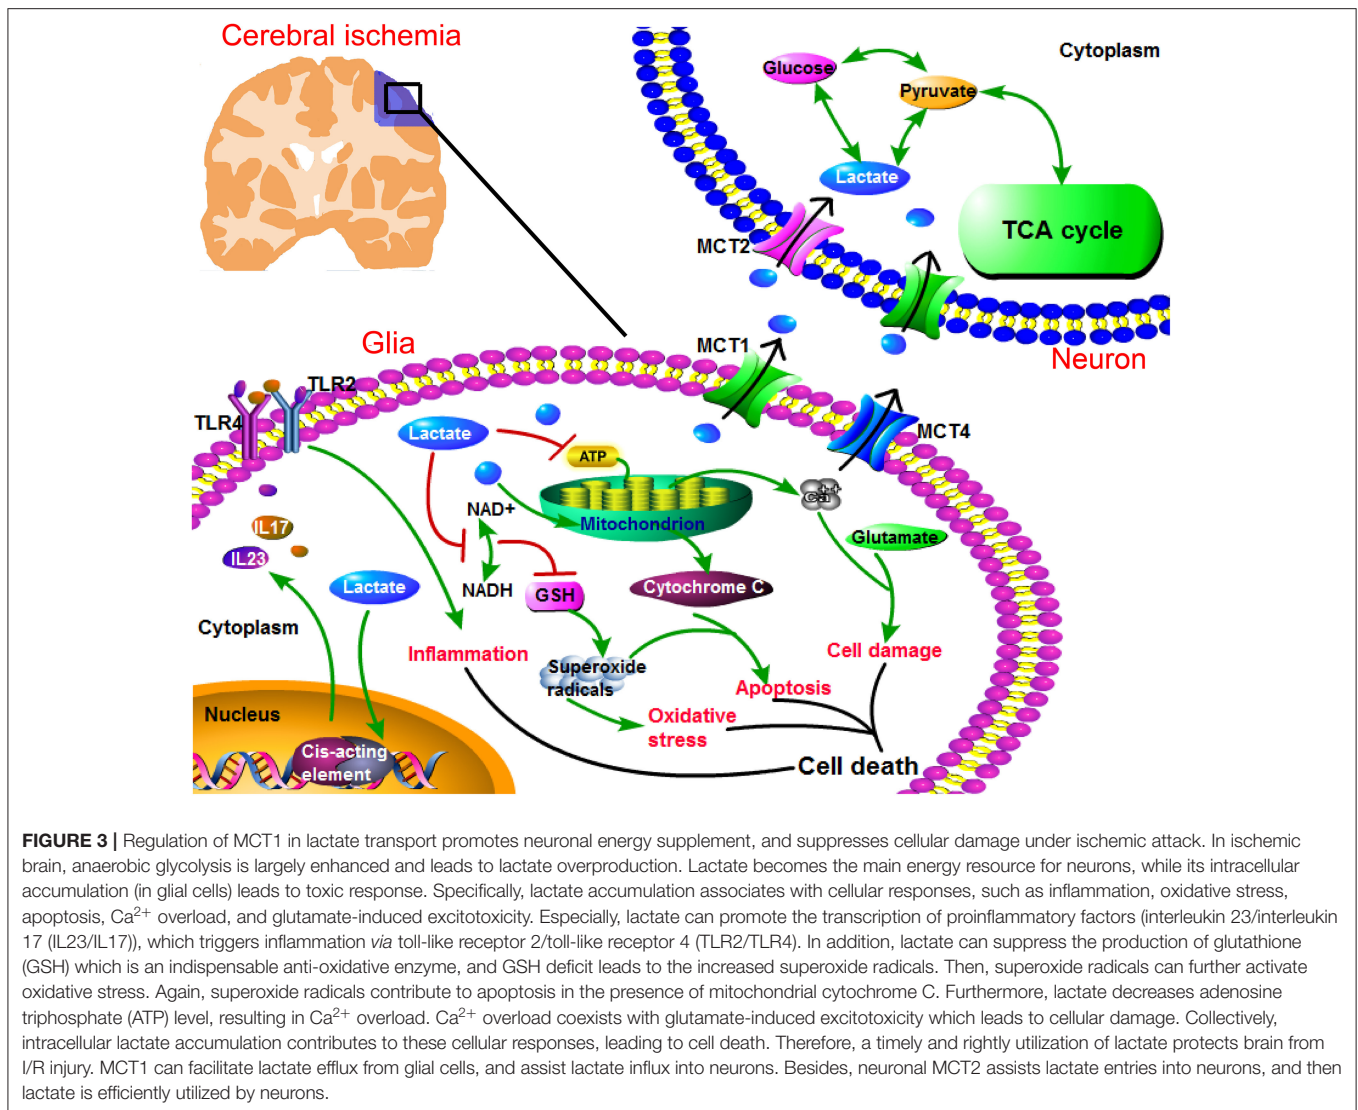 Cerebral ischemia
Cytoplasm
Glucose
Pyruvate
Lactate
TCA cycle
MCT2
Neuron
MCT1
Glia
TLR2
TLR4
MCT4
Lactate
ATP
Ca++
NAD+
Mitochondrion
Glutamate
IL17
IL23
Lactate
NADH
GSH
Cytochrome C
Cytoplasm
Inflammation
Superoxide
radicals
Cell damage
Apoptosis
Nucleus
Oxidative
stress
Cis-acting
element
Cell death
FIGURE 3 | Regulation of MCT1 in lactate transport promotes neuronal energy supplement, and suppresses cellular damage under ischemic attack. In ischemic
brain, anaerobic glycolysis is largely enhanced and leads to lactate overproduction. Lactate becomes the main energy resource for neurons, while its intracellular
accumulation (in glial cells) leads to toxic response. Specifically, lactate accumulation associates with cellular responses, such as inflammation, oxidative stress,
apoptosis, Ca2+ overload, and glutamate-induced excitotoxicity. Especially, lactate can promote the transcription of proinflammatory factors (interleukin 23/interleukin
17 (IL23/IL17)), which triggers inflammation via toll-like receptor 2/toll-like receptor 4 (TLR2/TLR4). In addition, lactate can suppress the production of glutathione
(GSH) which is an indispensable anti-oxidative enzyme, and GSH deficit leads to the increased superoxide radicals. Then, superoxide radicals can further activate
oxidative stress. Again, superoxide radicals contribute to apoptosis in the presence of mitochondrial cytochrome C. Furthermore, lactate decreases adenosine
triphosphate (ATP) level, resulting in Ca2+ overload. Ca2+ overload coexists with glutamate-induced excitotoxicity which leads to cellular damage. Collectively,
intracellular lactate accumulation contributes to these cellular responses, leading to cell death. Therefore, a timely and rightly utilization of lactate protects brain from
I/R injury. MCT1 can facilitate lactate efflux from glial cells, and assist lactate influx into neurons. Besides, neuronal MCT2 assists lactate entries into neurons, and then
lactate is efficiently utilized by neurons.